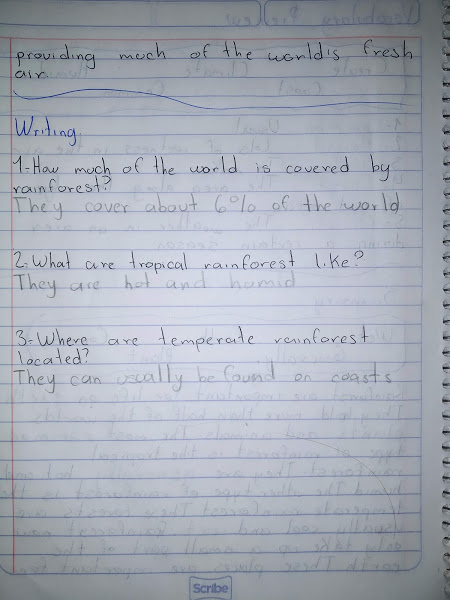 providing much of the world's fresh
air.
Writing
1-How much of the world is covered by
rainforest?
They cover about 6% of the world
2. What are tropical rainforest like?
They are hot and humid
3- Where are temperate rainforest
located?
They can usually be found on coasts
Scribe